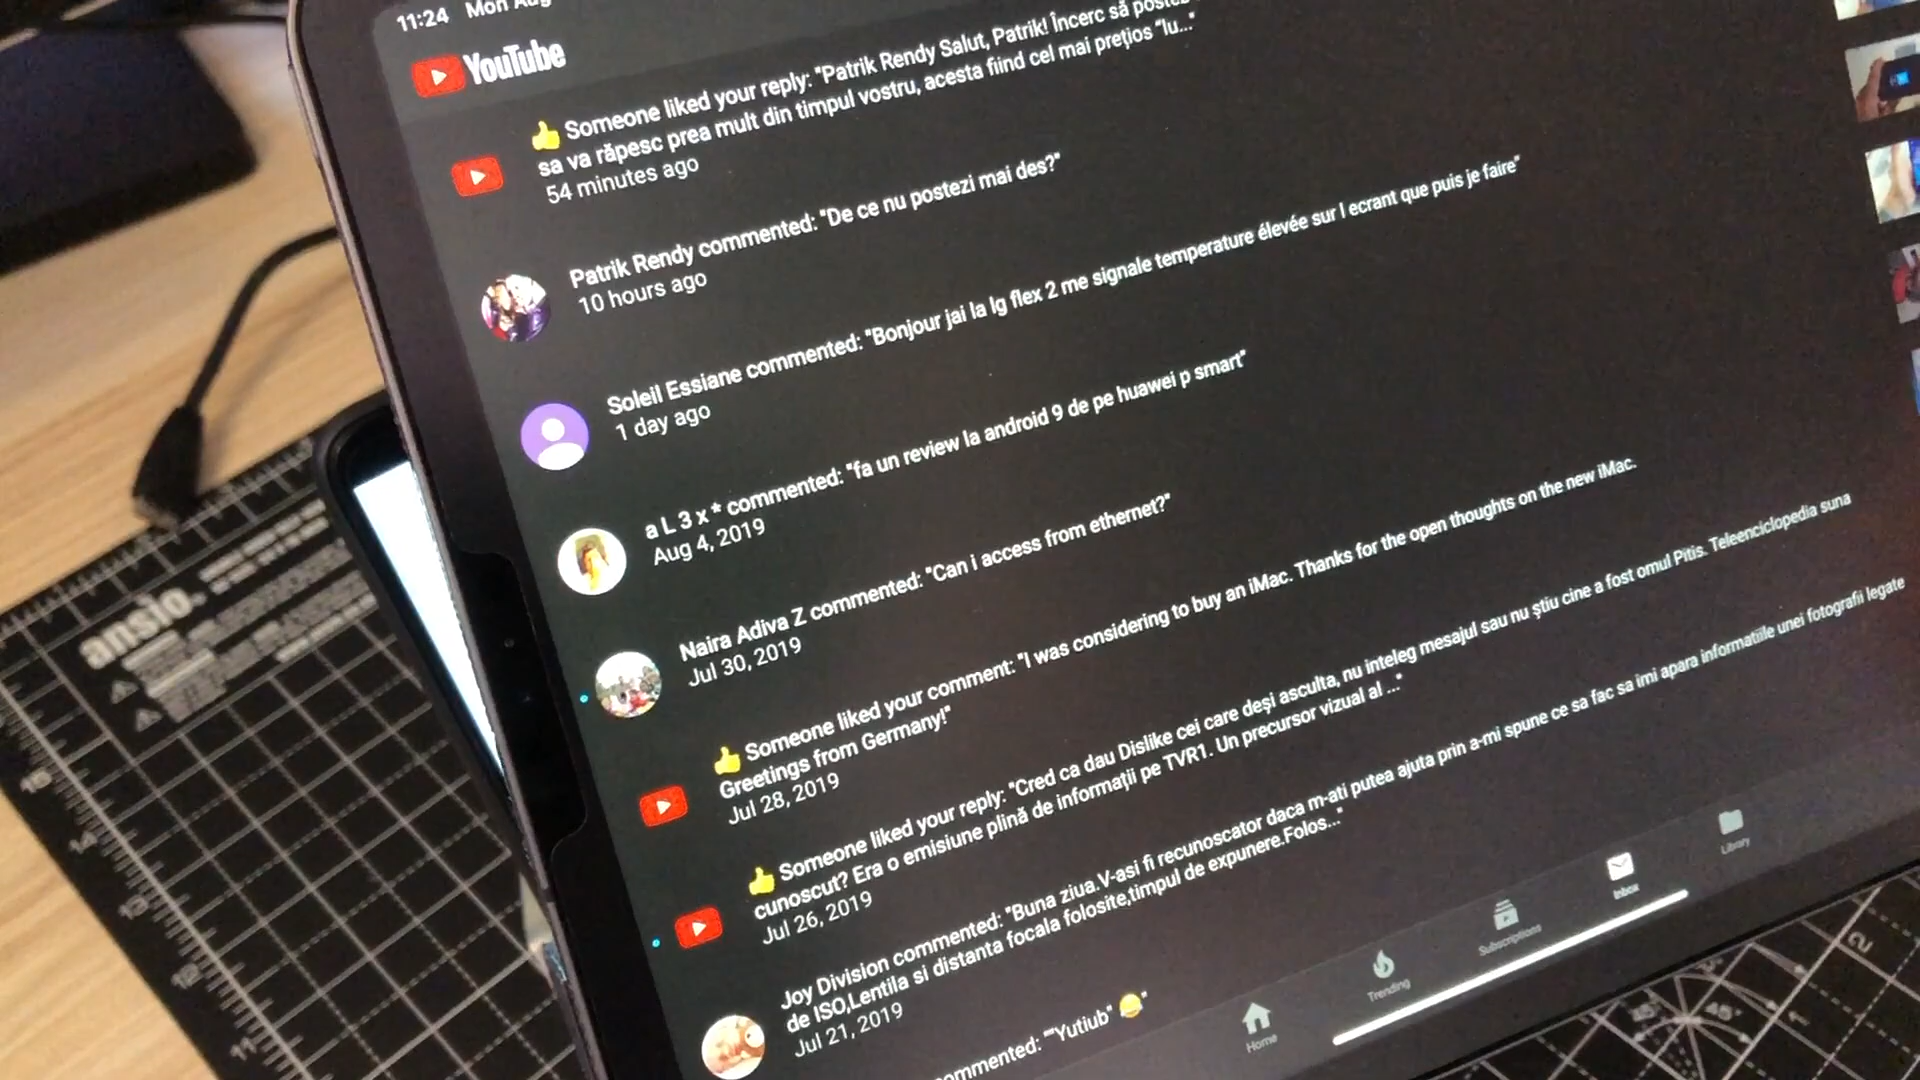 11:24 Mon Aug
YouTube
👍 Someone liked your reply: "Patrik Rendy Salut, Patrik! Încerc să postez
sa va răpesc prea mult din timpul vostru, acesta fiind cel mai prețios "lu..."
54 minutes ago
Patrik Rendy commented: "De ce nu postezi mai des?"
10 hours ago
Soleil Essiane commented: "Bonjour jai la lg flex 2 me signale temperature élevée sur l ecrant que puis je faire"
1 day ago
a L 3 x * commented: "fa un review la android 9 de pe huawei p smart"
Aug 4, 2019
Naira Adiva Z commented: "Can i access from ethernet?"
Jul 30, 2019
👍 Someone liked your comment: "I was considering to buy an iMac. Thanks for the open thoughts on the new iMac.
Greetings from Germany!"
Jul 28, 2019
👍 Someone liked your reply: "Cred ca dau Dislike cei care deși asculta, nu inteleg mesajul sau nu știu cine a fost omul Pitis. Teleenciclopedia suna
cunoscut? Era o emisiune plină de informații pe TVR1. Un precursor vizual al ..."
Jul 26, 2019
Joy Division commented: "Buna ziua.V-asi fi recunoscator daca m-ati putea ajuta prin a-mi spune ce sa fac sa imi apara informatiile unei fotografii legate
de ISO,Lentila si distanta focala folosite,timpul de expunere.Folos..."
Jul 21, 2019
commented: ""Yutiub" 😄"
Home
Trending
Subscriptions
Inbox
Library
ansio.
15
14
13
12
11
2
1
45°
45°